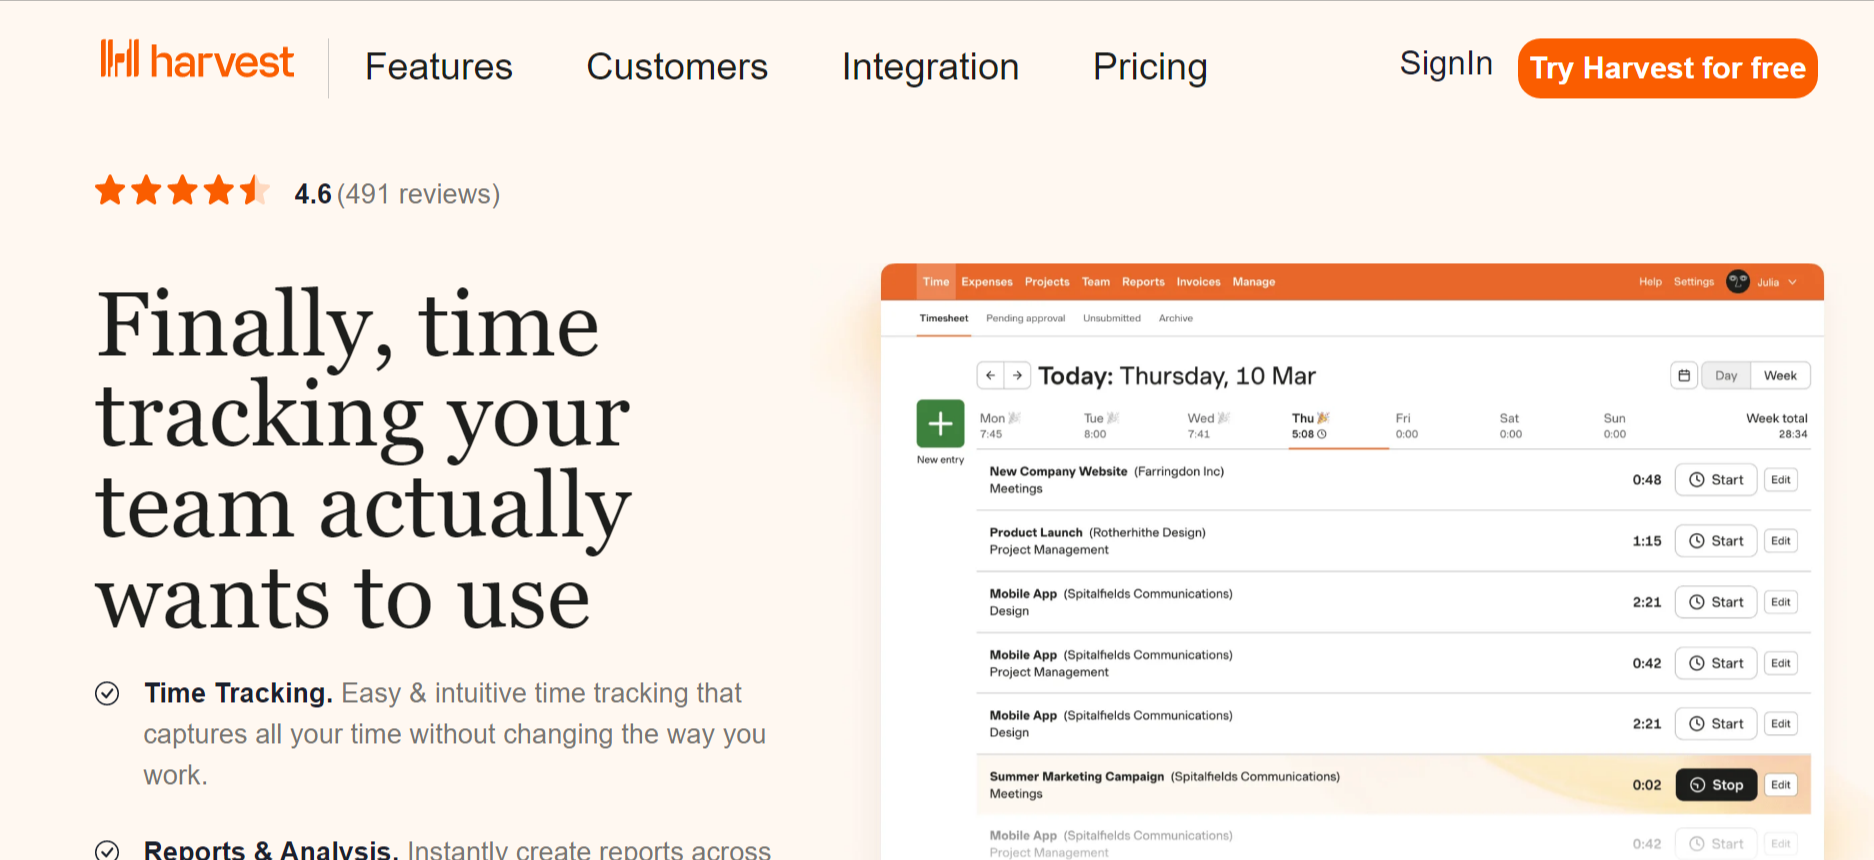 harvest
Features Customers Integration Pricing SignIn Try Harvest for free
4.6 (491 reviews)
Finally, time
tracking your
team actually
wants to use
Time Tracking. Easy & intuitive time tracking that
captures all your time without changing the way you
work.
Reports & Analysis. Instantly create reports across
Time Expenses Projects Team Reports Invoices Manage Help Settings Julia
Timesheet Pending approval Unsubmitted Archive
Today: Thursday, 10 Mar Day Week
New entry
Mon Tue Wed Thu Fri Sat Sun Week total
7:45 8:00 7:41 5:08 0:00 0:00 0:00 28:34
New Company Website (Farringdon Inc)
Meetings
0:48 Start Edit
Product Launch (Rotherhithe Design)
Project Management
1:15 Start Edit
Mobile App (Spitalfields Communications)
Design
2:21 Start Edit
Mobile App (Spitalfields Communications)
Project Management
0:42 Start Edit
Mobile App (Spitalfields Communications)
Design
2:21 Start Edit
Summer Marketing Campaign (Spitalfields Communications)
Meetings
0:02 Stop Edit
Mobile App (Spitalfields Communications)
Project Management
0:42 Start Edit